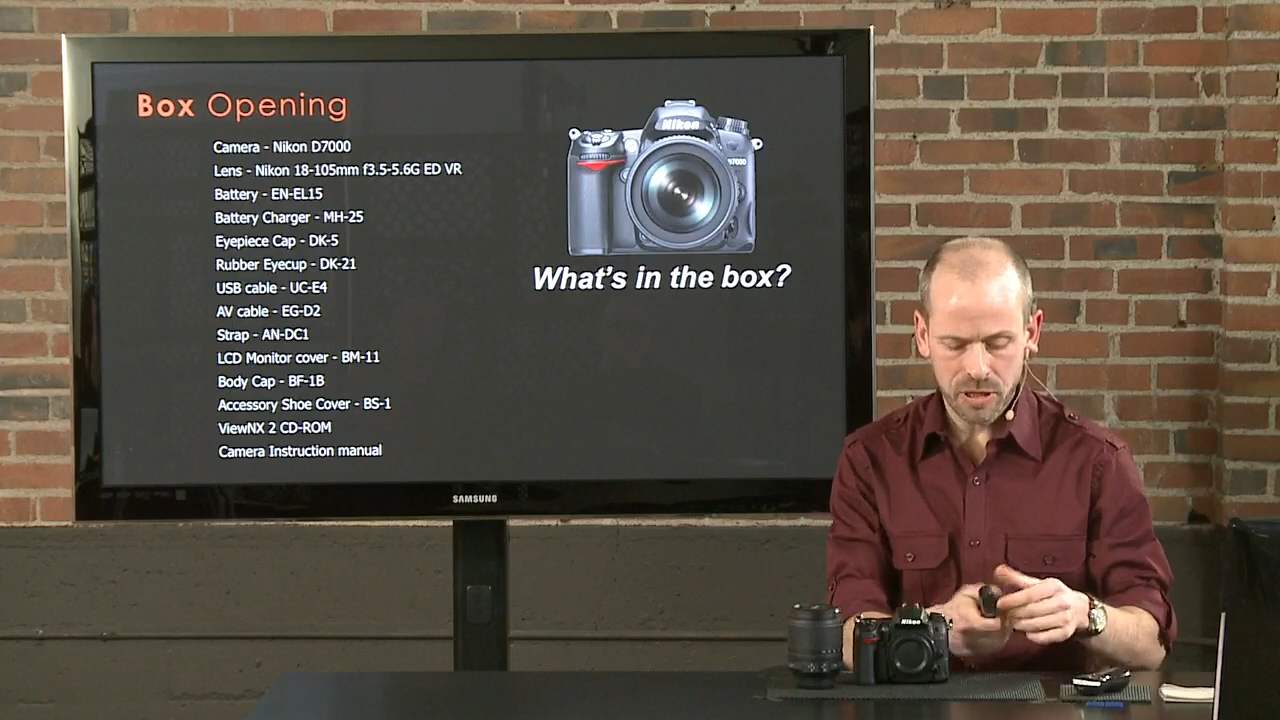 Box Opening
Camera - Nikon D7000
Lens - Nikon 18-105mm f3.5-5.6G ED VR
Battery - EN-EL15
Battery Charger - MH-25
Eyepiece Cap - DK-5
Rubber Eyecup - DK-21
USB cable - UC-E4
AV cable - EG-D2
Strap - AN-DC1
LCD Monitor cover - BM-11
Body Cap - BF-1B
Accessory Shoe Cover - BS-1
ViewNX 2 CD-ROM
Camera Instruction manual
Nikon
D7000
What's in the box?
SAMSUNG
Nikon